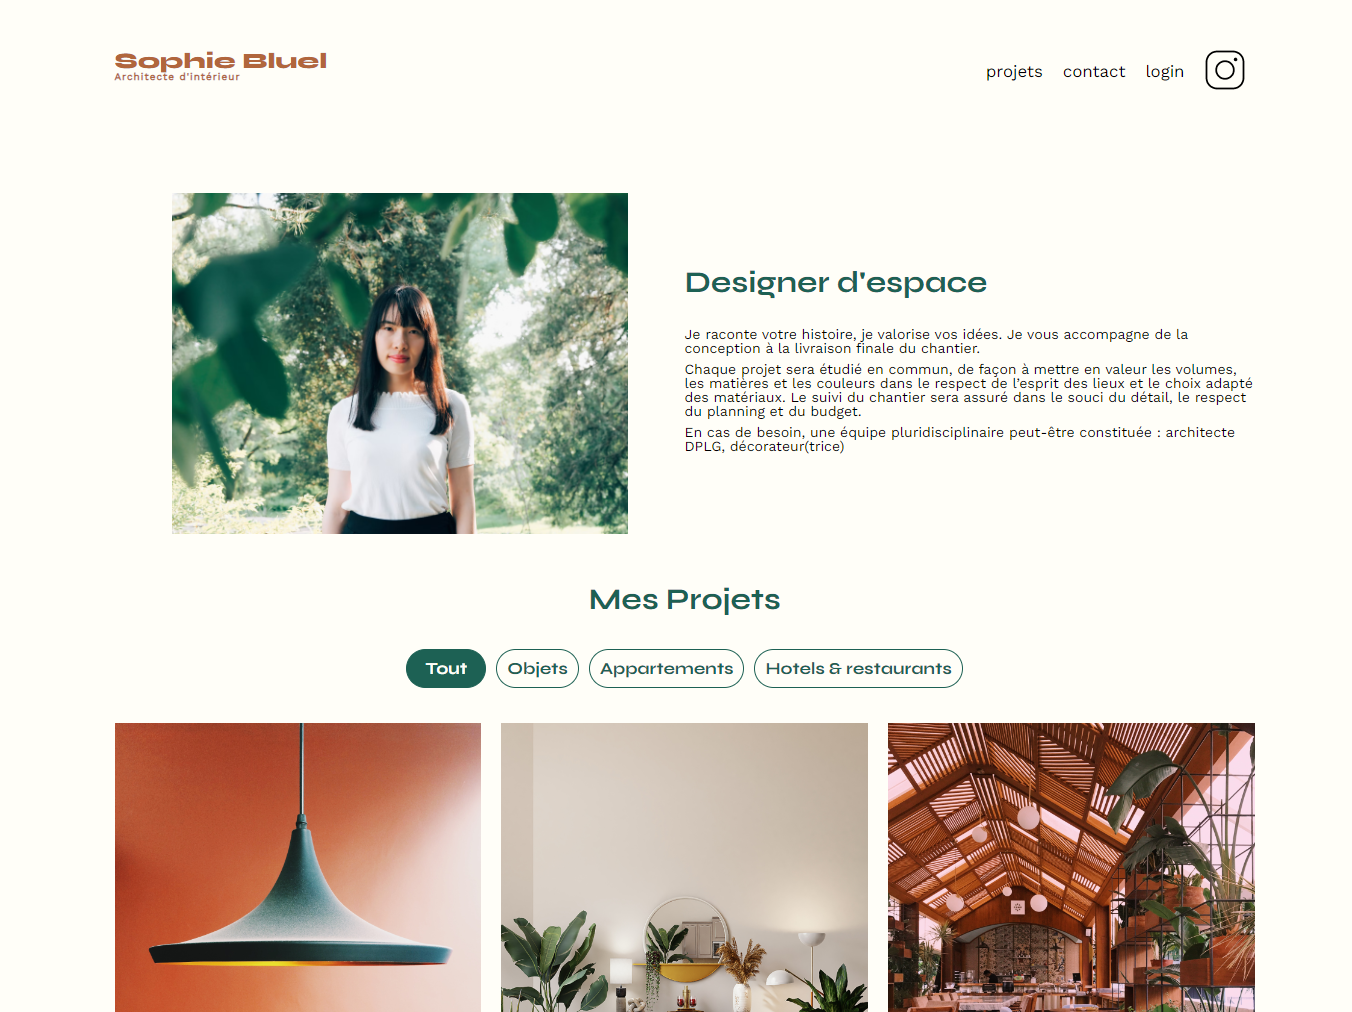 Sophie Bluel
Architecte d'intérieur
projets contact login
Designer d'espace
Je raconte votre histoire, je valorise vos idées. Je vous accompagne de la
conception à la livraison finale du chantier.
Chaque projet sera étudié en commun, de façon à mettre en valeur les volumes,
les matières et les couleurs dans le respect de l’esprit des lieux et le choix adapté
des matériaux. Le suivi du chantier sera assuré dans le souci du détail, le respect
du planning et du budget.
En cas de besoin, une équipe pluridisciplinaire peut-être constituée : architecte
DPLG, décorateur(trice)
Mes Projets
Tout Objets Appartements Hotels & restaurants